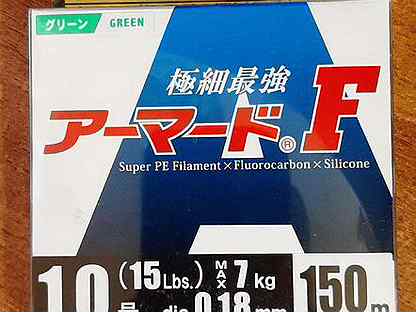 グリーン GREEN
極細最強
アーマード®F
Super PE Filament×Fluorocarbon×Silicone
1.0 (15Lbs.) MAX 7kg 150m
dia 0.18mm